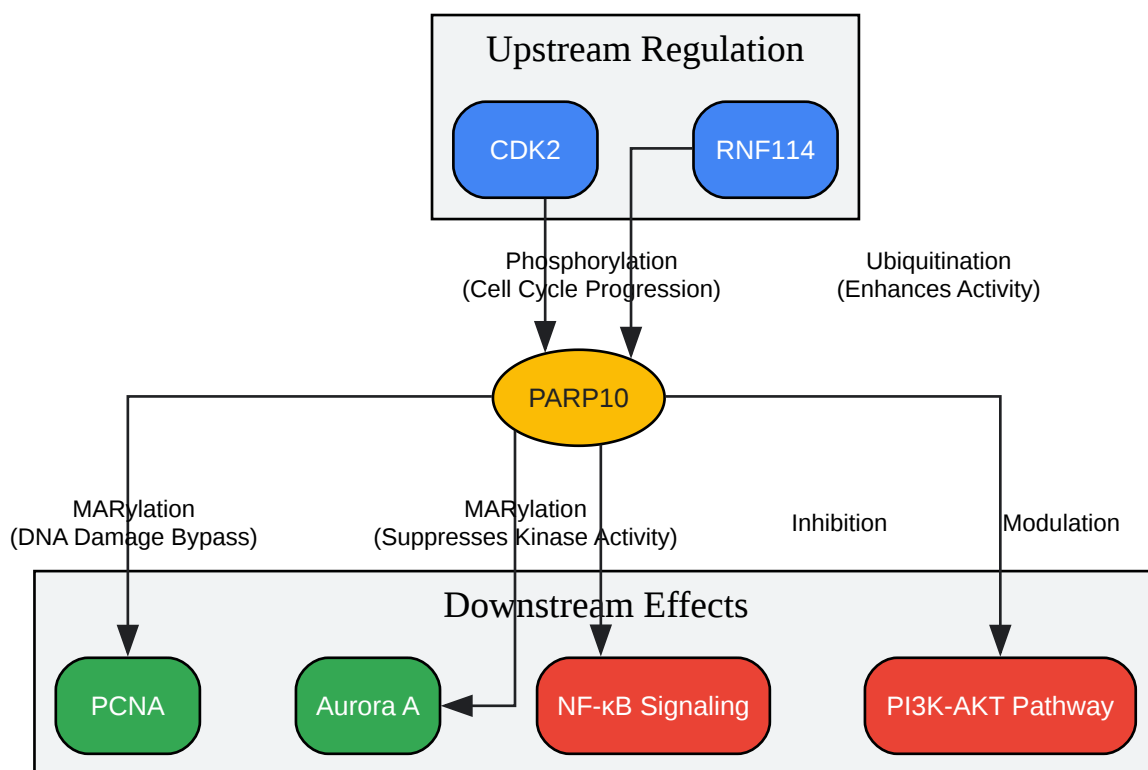 Upstream Regulation
CDK2
RNF114
Phosphorylation
(Cell Cycle Progression)
Ubiquitination
(Enhances Activity)
PARP10
MARylation
(DNA Damage Bypass)
MARylation
(Suppresses Kinase Activity)
Inhibition
Modulation
Downstream Effects
PCNA
Aurora A
NF-κB Signaling
PI3K-AKT Pathway